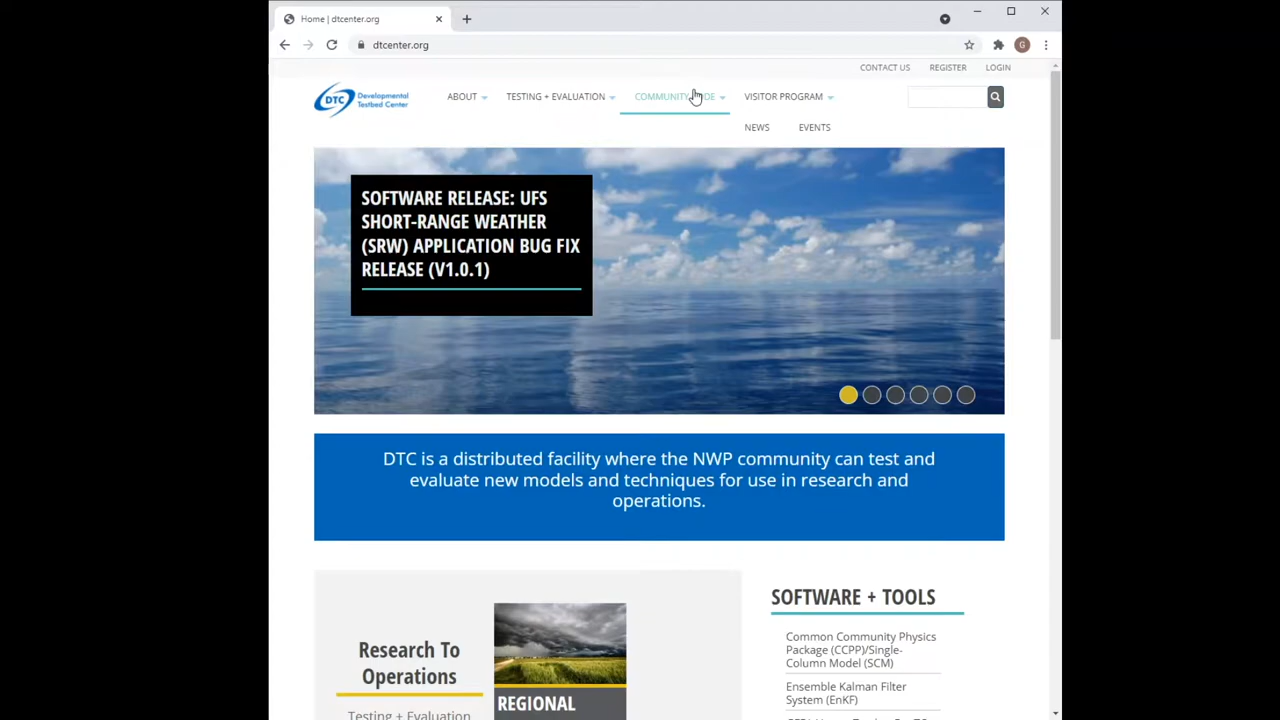 Home | dtcenter.org
dtcenter.org
G
CONTACT US REGISTER LOGIN
DTC Developmental Testbed Center
ABOUT TESTING + EVALUATION COMMUNITY CODE VISITOR PROGRAM
NEWS EVENTS
SOFTWARE RELEASE: UFS
SHORT-RANGE WEATHER
(SRW) APPLICATION BUG FIX
RELEASE (V1.0.1)
DTC is a distributed facility where the NWP community can test and
evaluate new models and techniques for use in research and
operations.
Research To
Operations
Testing + Evaluation
REGIONAL
SOFTWARE + TOOLS
Common Community Physics
Package (CCPP)/Single-
Column Model (SCM)
Ensemble Kalman Filter
System (EnKF)